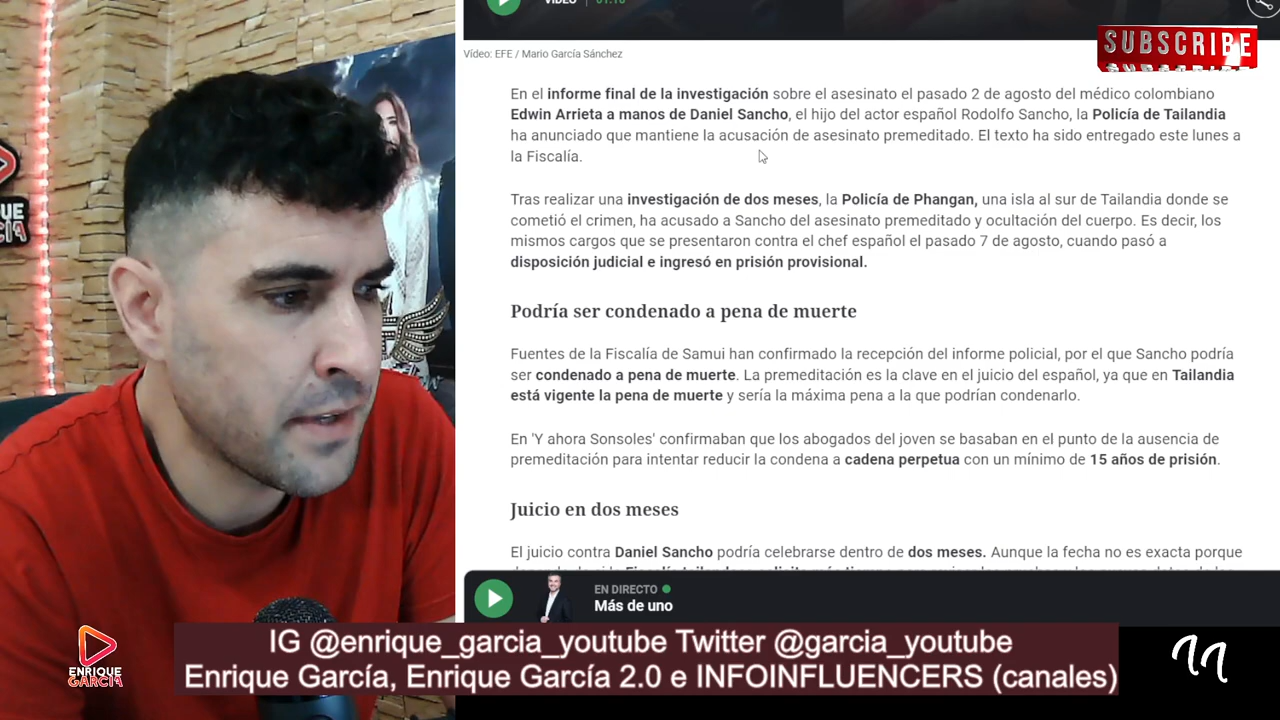 VÍDEO | 01:10
SUBSCRIBE
Vídeo: EFE / Mario García Sánchez
En el informe final de la investigación sobre el asesinato el pasado 2 de agosto del médico colombiano
Edwin Arrieta a manos de Daniel Sancho, el hijo del actor español Rodolfo Sancho, la Policía de Tailandia
ha anunciado que mantiene la acusación de asesinato premeditado. El texto ha sido entregado este lunes a
la Fiscalía.
Tras realizar una investigación de dos meses, la Policía de Phangan, una isla al sur de Tailandia donde se
cometió el crimen, ha acusado a Sancho del asesinato premeditado y ocultación del cuerpo. Es decir, los
mismos cargos que se presentaron contra el chef español el pasado 7 de agosto, cuando pasó a
disposición judicial e ingresó en prisión provisional.
Podría ser condenado a pena de muerte
Fuentes de la Fiscalía de Samui han confirmado la recepción del informe policial, por el que Sancho podría
ser condenado a pena de muerte. La premeditación es la clave en el juicio del español, ya que en Tailandia
está vigente la pena de muerte y sería la máxima pena a la que podrían condenarlo.
En 'Y ahora Sonsoles' confirmaban que los abogados del joven se basaban en el punto de la ausencia de
premeditación para intentar reducir la condena a cadena perpetua con un mínimo de 15 años de prisión.
Juicio en dos meses
El juicio contra Daniel Sancho podría celebrarse dentro de dos meses. Aunque la fecha no es exacta porque
EN DIRECTO
Más de uno
IG @enrique_garcia_youtube Twitter @garcia_youtube
Enrique García, Enrique García 2.0 e INFOINFLUENCERS (canales)
ENRIQUE
GARCÍA